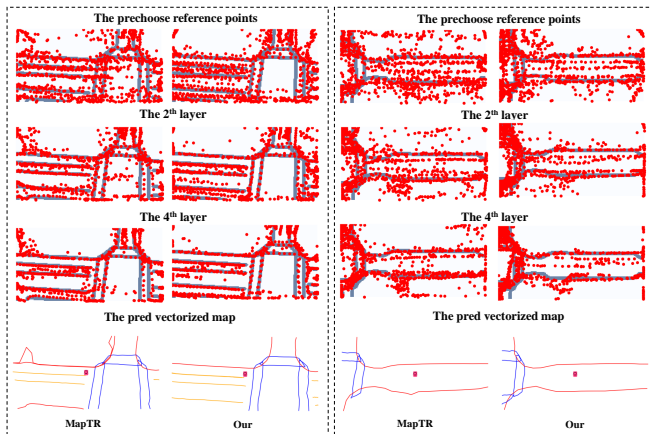 The prechoose reference points
The 2th layer
The 4th layer
The pred vectorized map
MapTR Our
The prechoose reference points
The 2th layer
The 4th layer
The pred vectorized map
MapTR Our